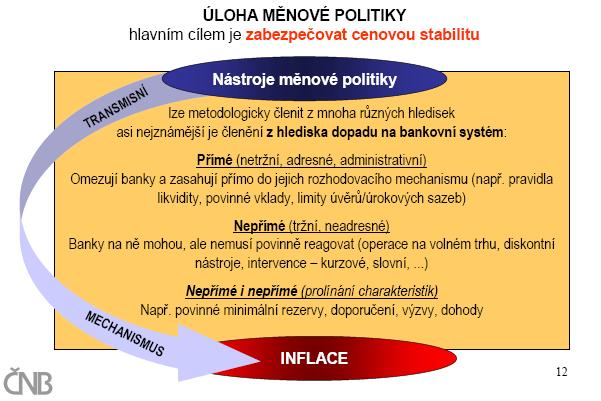 ÚLOHA MĚNOVÉ POLITIKY
hlavním cílem je zabezpečovat cenovou stabilitu
Nástroje měnové politiky
TRANSMISNÍ
lze metodologicky členit z mnoha různých hledisek
asi nejznámější je členění z hlediska dopadu na bankovní systém:
Přímé (netržní, adresné, administrativní)
Omezují banky a zasahují přímo do jejich rozhodovacího mechanismu (např. pravidla
likvidity, povinné vklady, limity úvěrů/úrokových sazeb)
Nepřímé (tržní, neadresné)
Banky na ně mohou, ale nemusí povinně reagovat (operace na volném trhu, diskontní
nástroje, intervence – kurzové, slovní, ...)
Nepřímé i nepřímé (prolínání charakteristik)
Např. povinné minimální rezervy, doporučení, výzvy, dohody
MECHANISMUS
INFLACE
12
ČNB